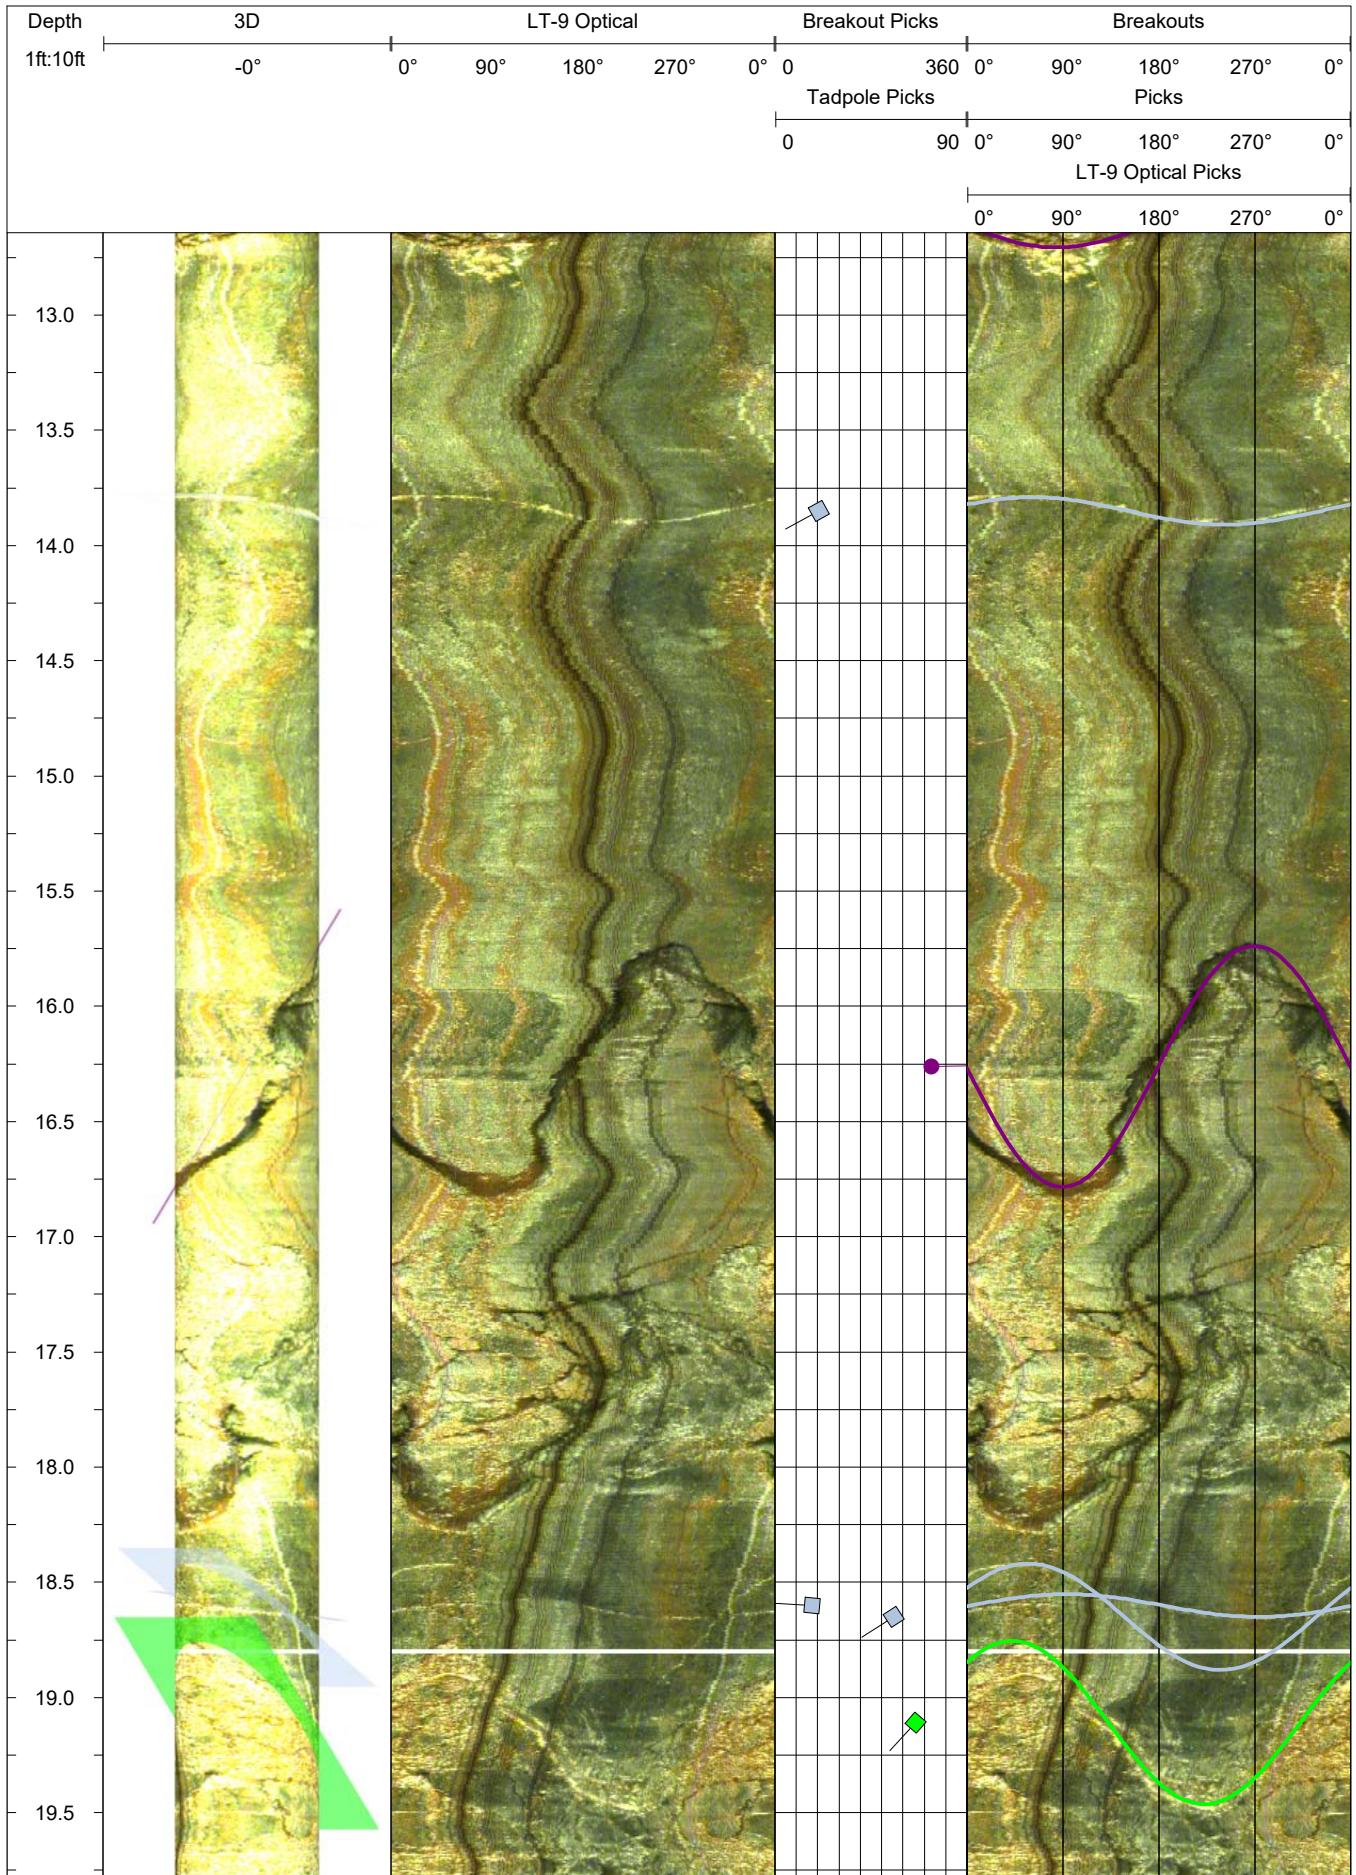 Depth 3D LT-9 Optical Breakout Picks Breakouts
1ft:10ft -0° 0° 90° 180° 270° 0° 0 360 0° 90° 180° 270° 0°
Tadpole Picks Picks
0 90 0° 90° 180° 270° 0°
LT-9 Optical Picks
0° 90° 180° 270° 0°
13.0
13.5
14.0
14.5
15.0
15.5
16.0
16.5
17.0
17.5
18.0
18.5
19.0
19.5